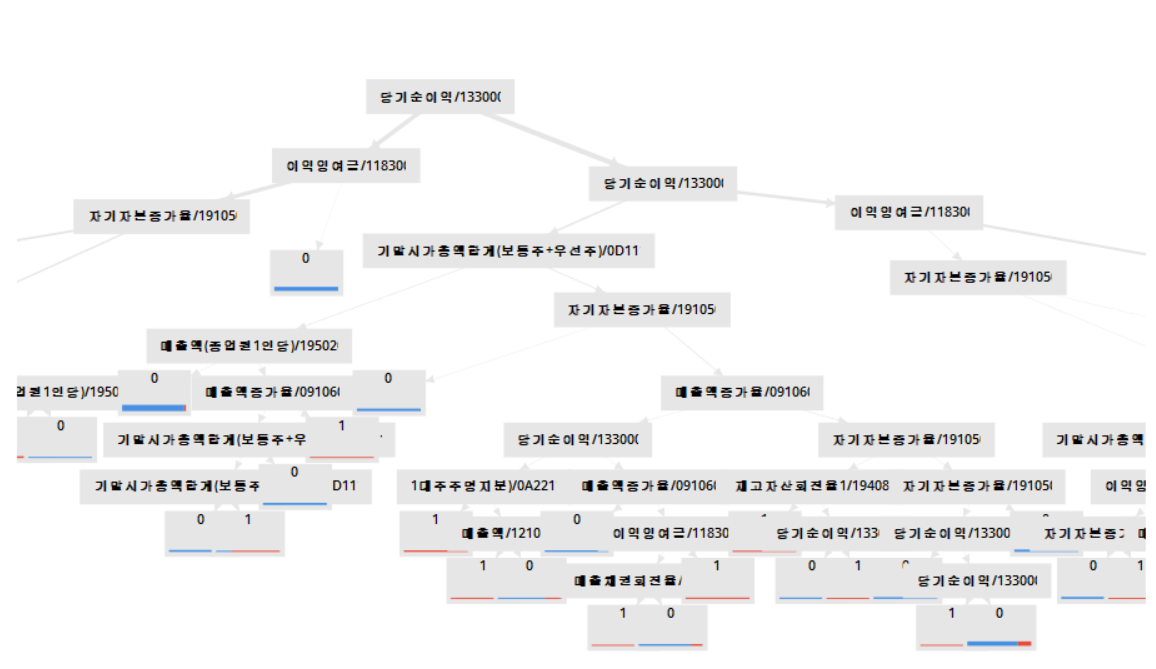 당기순이익/13300
이익잉여금/11830
당기순이익/13300
자기자본증가율/19105
이익잉여금/11830
기말시가총액합계(보통주+우선주)/0D11
0
자기자본증가율/19105
자기자본증가율/19105
매출액(종업원1인당)/19502
업원1인당)/1950
0
매출액증가율/09106
0
매출액증가율/09106
0
기말시가총액합계(보통주+우
1
당기순이익/13300
자기자본증가율/19105
기말시가총액
기말시가총액합계(보통주
0
D11
1대주주명지분)/0A221
매출액증가율/09106
재고자산회전율1/19408
자기자본증가율/19105
이익잉
0
1
1
매출액/1210
0
이익잉여금/11830
당기순이익/133
당기순이익/13300
자기자본증가
1
0
매출채권회전율/
1
0
1
당기순이익/13300
0
1
1
0
1
0